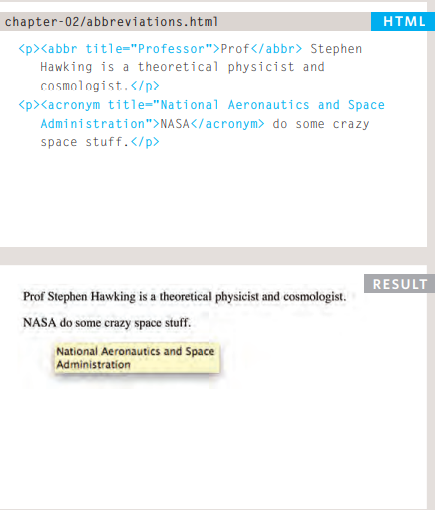 chapter-02/abbreviations.html HTML
<p><abbr title="Professor">Prof</abbr> Stephen
Hawking is a theoretical physicist and
cosmologist.</p>
<p><acronym title="National Aeronautics and Space
Administration">NASA</acronym> do some crazy
space stuff.</p>
RESULT
Prof Stephen Hawking is a theoretical physicist and cosmologist.
NASA do some crazy space stuff.
National Aeronautics and Space
Administration